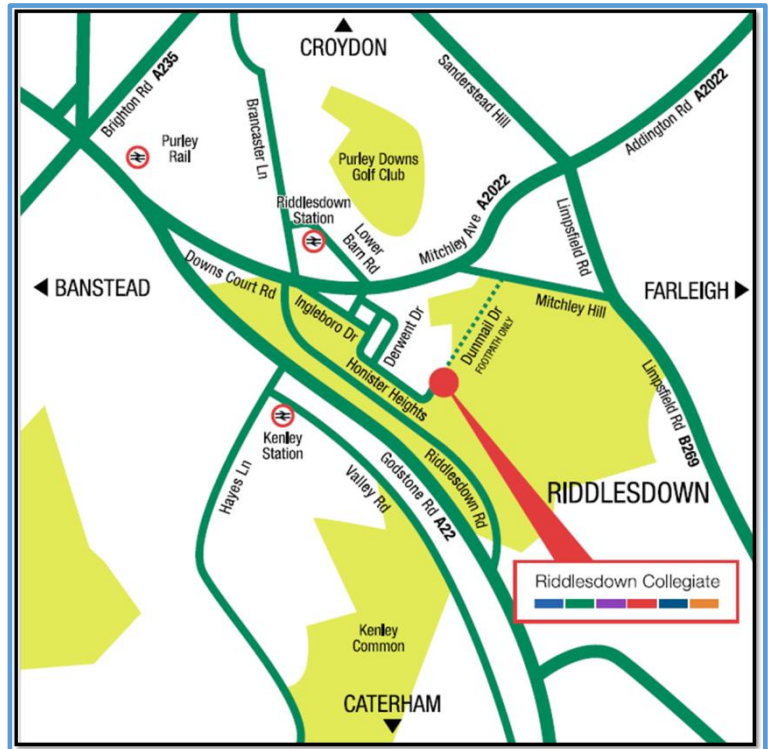 CROYDON
Brighton Rd A235
Sanderstead Hill
Addington Rd A2022
Brancaster Ln
Purley
Rail
Purley Downs
Golf Club
Riddlesdown
Station
Lower
Barn Rd
Mitchley Ave A2022
Limpsfield Rd
BANSTEAD
Downs Court Rd
FARLEIGH
Ingleboro Dr
Derwent Dr
Dunmail Dr
FOOTPATH ONLY
Mitchley Hill
Honister Heights
Limpsfield Rd B269
Kenley
Station
Hayes Ln
Valley Rd
Godstone Rd A22
Riddlesdown Rd
RIDDLESDOWN
Riddlesdown Collegiate
Kenley
Common
CATERHAM